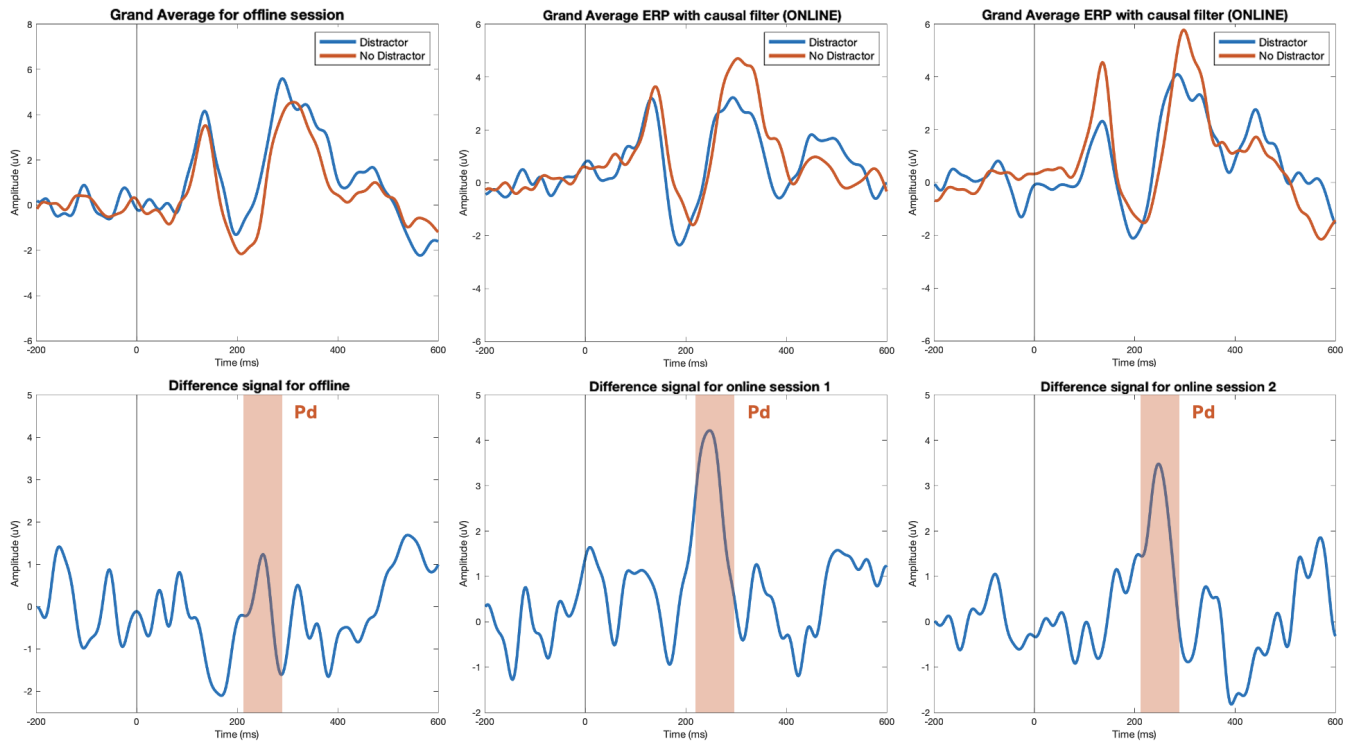 Grand Average for offline session
Amplitude (uV)
8
6
4
2
0
-2
-4
-6
-200
0
200
400
600
Time (ms)
Distractor
No Distractor
Grand Average ERP with causal filter (ONLINE)
Amplitude (uV)
6
4
2
0
-2
-4
-6
-200
0
200
400
600
Time (ms)
Distractor
No Distractor
Grand Average ERP with causal filter (ONLINE)
Amplitude (uV)
6
4
2
0
-2
-4
-6
-200
0
200
400
600
Time (ms)
Distractor
No Distractor
Difference signal for offline
Pd
Amplitude (uV)
5
4
3
2
1
0
-1
-2
-200
0
200
400
600
Time (ms)
Difference signal for online session 1
Pd
Amplitude (uV)
5
4
3
2
1
0
-1
-2
-200
0
200
400
600
Time (ms)
Difference signal for online session 2
Pd
Amplitude (uV)
5
4
3
2
1
0
-1
-2
-200
0
200
400
600
Time (ms)